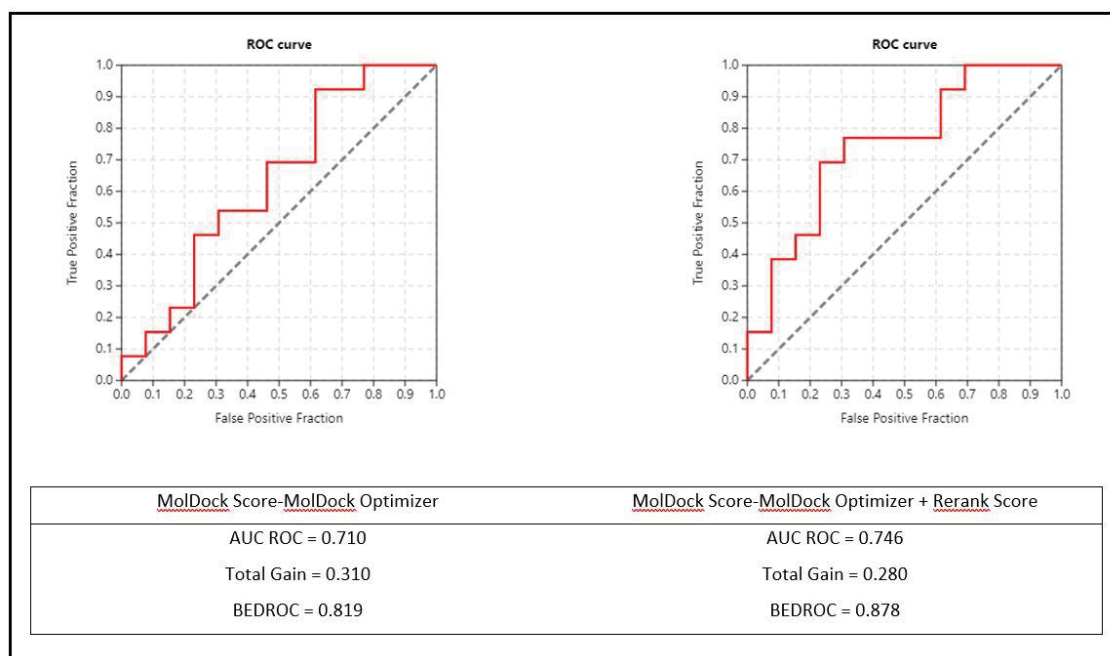 ROC curve
1.0
0.9
0.8
0.7
0.6
0.5
0.4
0.3
0.2
0.1
0.0
True Positive Fraction
0.0 0.1 0.2 0.3 0.4 0.5 0.6 0.7 0.8 0.9 1.0
False Positive Fraction
ROC curve
1.0
0.9
0.8
0.7
0.6
0.5
0.4
0.3
0.2
0.1
0.0
True Positive Fraction
0.0 0.1 0.2 0.3 0.4 0.5 0.6 0.7 0.8 0.9 1.0
False Positive Fraction
MolDock Score-MolDock Optimizer
AUC ROC = 0.710
Total Gain = 0.310
BEDROC = 0.819
MolDock Score-MolDock Optimizer + Rerank Score
AUC ROC = 0.746
Total Gain = 0.280
BEDROC = 0.878